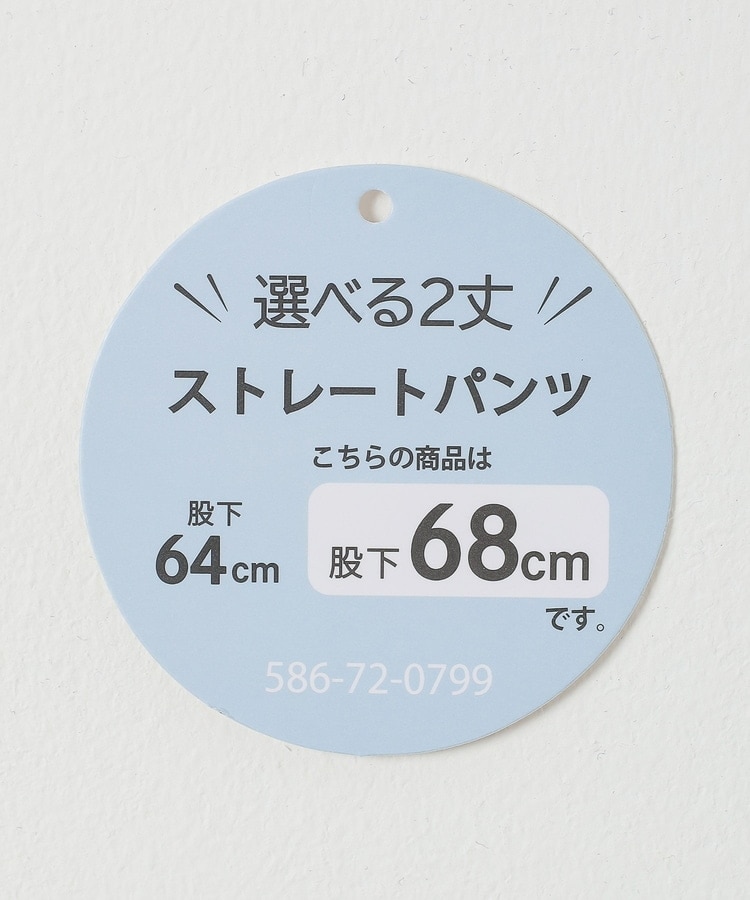 選べる2丈
ストレートパンツ
こちらの商品は
股下
64cm
股下68cm
です。
586-72-0799